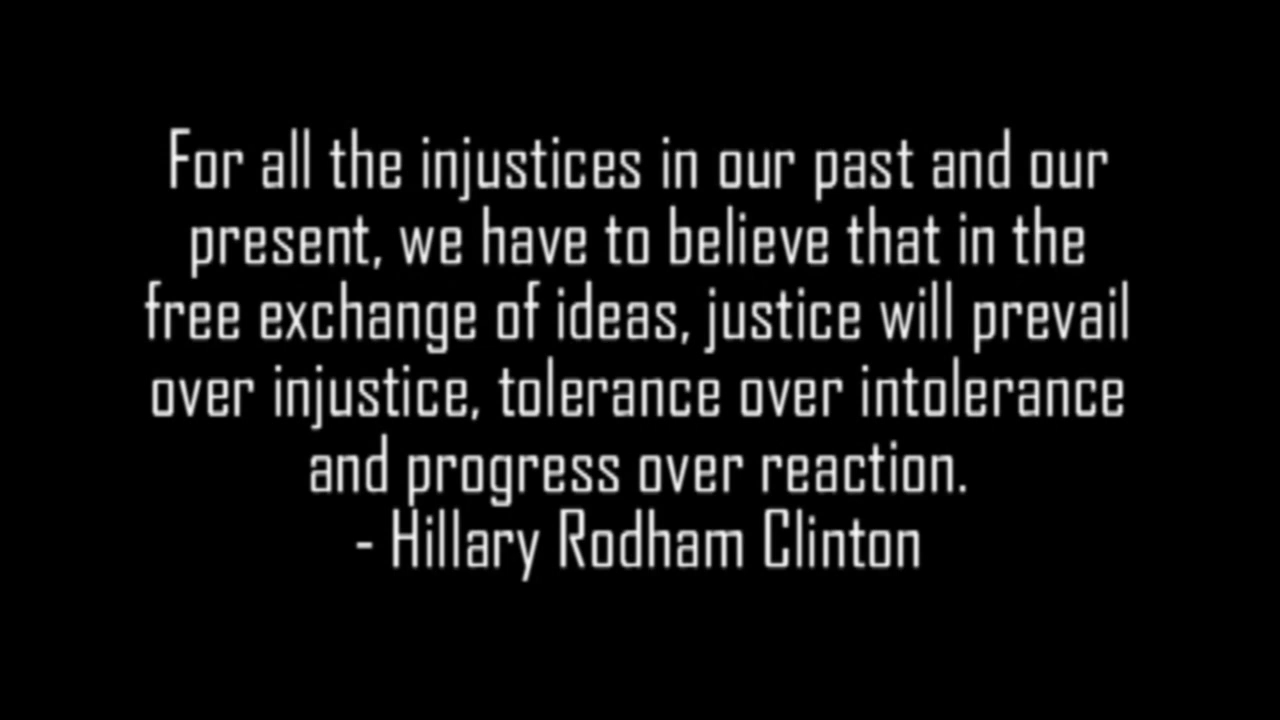 For all the injustices in our past and our
present, we have to believe that in the
free exchange of ideas, justice will prevail
over injustice, tolerance over intolerance
and progress over reaction.
- Hillary Rodham Clinton